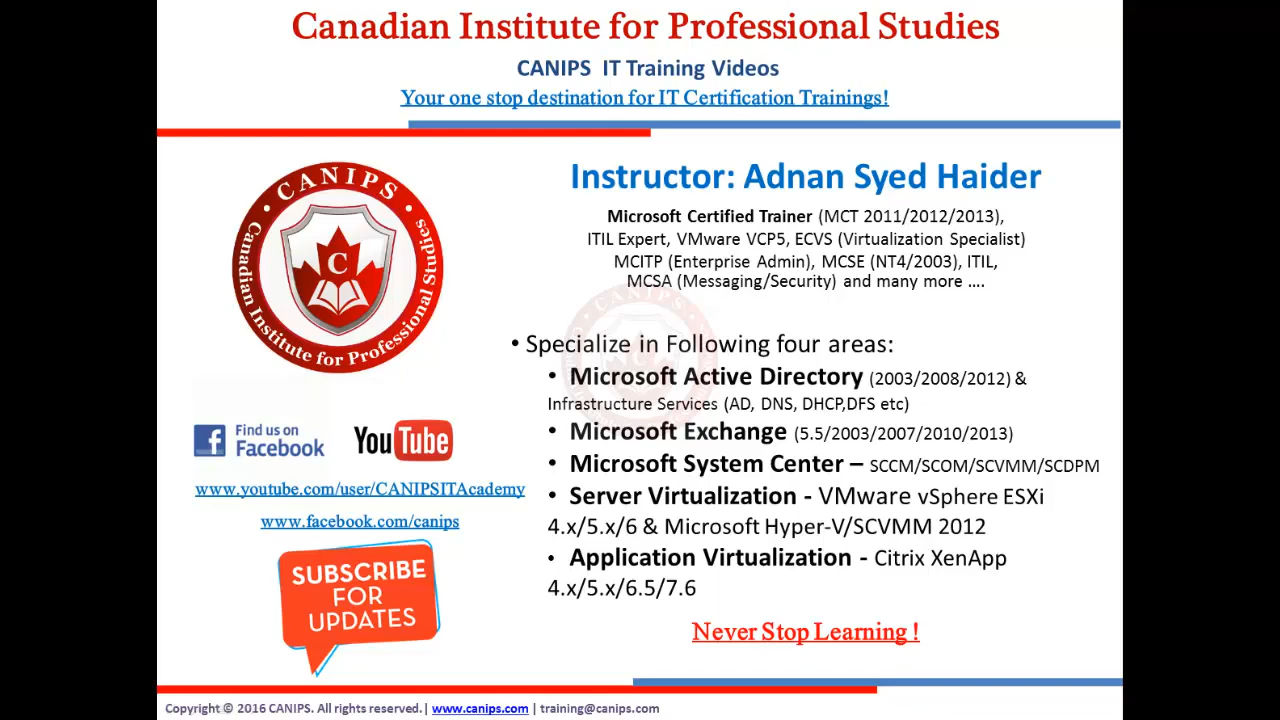 Canadian Institute for Professional Studies
CANIPS IT Training Videos
Your one stop destination for IT Certification Trainings!
CANIPS
Canadian Institute for Professional Studies
C
Find us on
Facebook
YouTube
www.youtube.com/user/CANIPSITAcademy
www.facebook.com/canips
SUBSCRIBE
FOR
UPDATES
Instructor: Adnan Syed Haider
Microsoft Certified Trainer (MCT 2011/2012/2013),
ITIL Expert, VMware VCP5, ECVS (Virtualization Specialist)
MCITP (Enterprise Admin), MCSE (NT4/2003), ITIL,
MCSA (Messaging/Security) and many more ....
CANIPS
• Specialize in Following four areas:
• Microsoft Active Directory (2003/2008/2012) &
Infrastructure Services (AD, DNS, DHCP,DFS etc)
• Microsoft Exchange (5.5/2003/2007/2010/2013)
• Microsoft System Center – SCCM/SCOM/SCVMM/SCDPM
• Server Virtualization - VMware vSphere ESXi
4.x/5.x/6 & Microsoft Hyper-V/SCVMM 2012
• Application Virtualization - Citrix XenApp
4.x/5.x/6.5/7.6
Never Stop Learning !
Copyright © 2016 CANIPS. All rights reserved.| www.canips.com | training@canips.com